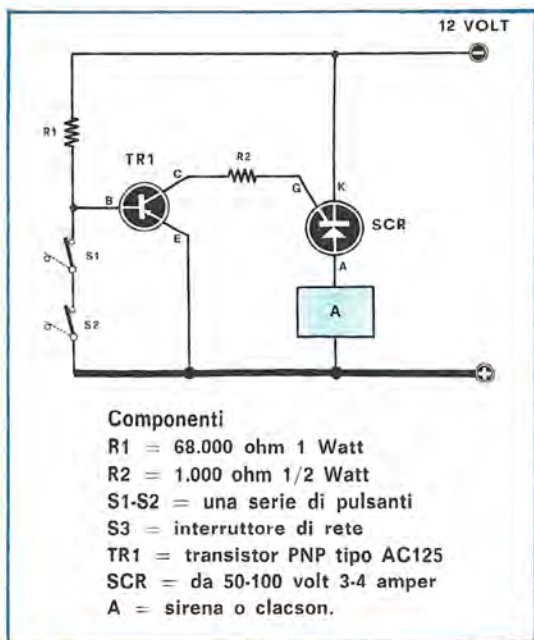 12 VOLT
−
R1
TR1
C
R2
B
E
G
K
SCR
A
S1
S2
A
+
Componenti
R1 = 68.000 ohm 1 Watt
R2 = 1.000 ohm 1/2 Watt
S1-S2 = una serie di pulsanti
S3 = interruttore di rete
TR1 = transistor PNP tipo AC125
SCR = da 50-100 volt 3-4 amper
A = sirena o clacson.